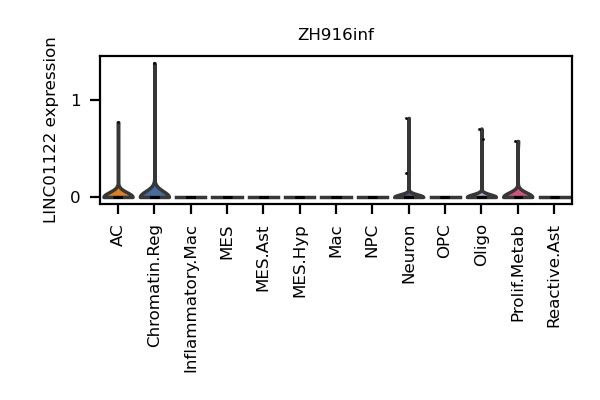 ZH916inf
LINC01122 expression
1
0
AC
Chromatin.Reg
Inflammatory.Mac
MES
MES.Ast
MES.Hyp
Mac
NPC
Neuron
OPC
Oligo
Prolif.Metab
Reactive.Ast